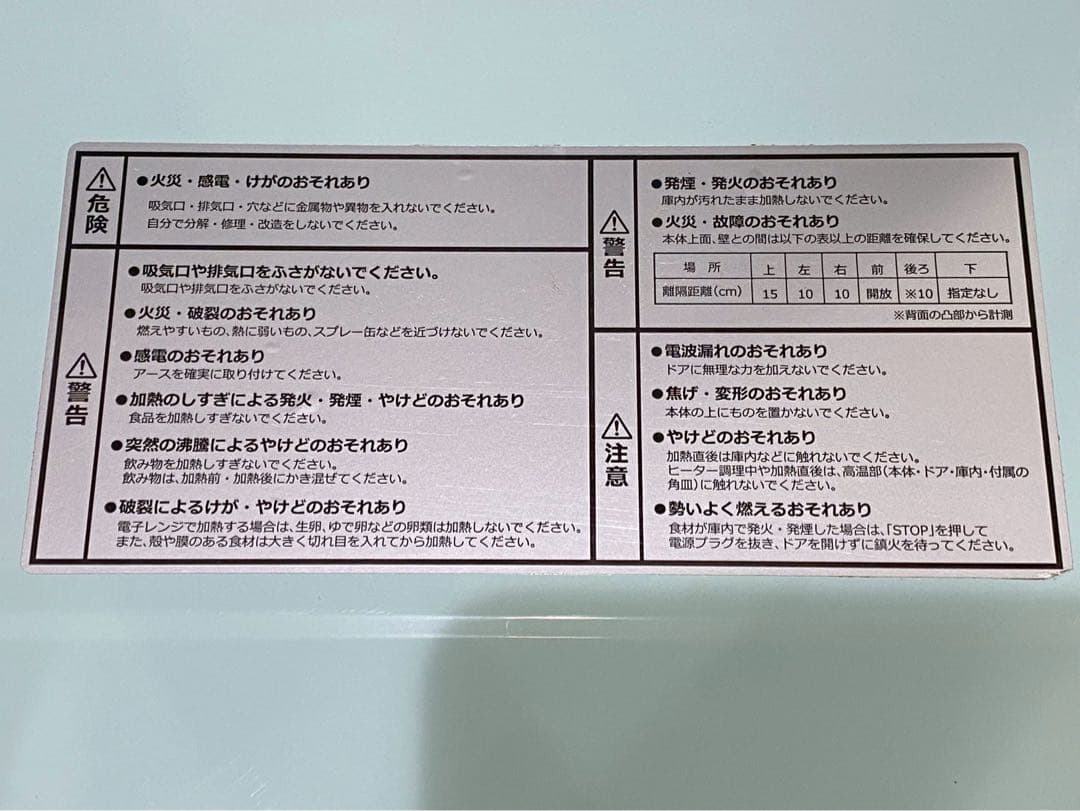 危険
●火災・感電・けがのおそれあり
吸気口・排気口・穴などに金属物や異物を入れないでください。
自分で分解・修理・改造をしないでください。
警告
●吸気口や排気口をふさがないでください。
吸気口や排気口をふさがないでください。
●火災・破裂のおそれあり
燃えやすいもの、熱に弱いもの、スプレー缶などを近づけないでください。
●感電のおそれあり
アースを確実に取り付けてください。
●加熱のしすぎによる発火・発煙・やけどのおそれあり
食品を加熱しすぎないでください。
●突然の沸騰によるやけどのおそれあり
飲み物を加熱しすぎないでください。
飲み物は、加熱前・加熱後にかき混ぜてください。
●破裂によるけが・やけどのおそれあり
電子レンジで加熱する場合は、生卵、ゆで卵などの卵類は加熱しないでください。
また、殻や膜のある食材は大きく切れ目を入れてから加熱してください。
警告
●発煙・発火のおそれあり
庫内が汚れたまま加熱しないでください。
●火災・故障のおそれあり
本体上面、壁との間は以下の表以上の距離を確保してください。
場所 上 左 右 前 後ろ 下
離隔距離(cm) 15 10 10 開放 ※10 指定なし
※背面の凸部から計測
注意
●電波漏れのおそれあり
ドアに無理な力を加えないでください。
●焦げ・変形のおそれあり
本体の上にものを置かないでください。
●やけどのおそれあり
加熱直後は庫内などに触れないでください。
ヒーター調理中や加熱直後は、高温部(本体・ドア・庫内・付属の
角皿)に触れないでください。
●勢いよく燃えるおそれあり
食材が庫内で発火・発煙した場合は、「STOP」を押して
電源プラグを抜き、ドアを開けずに鎮火を待ってください。